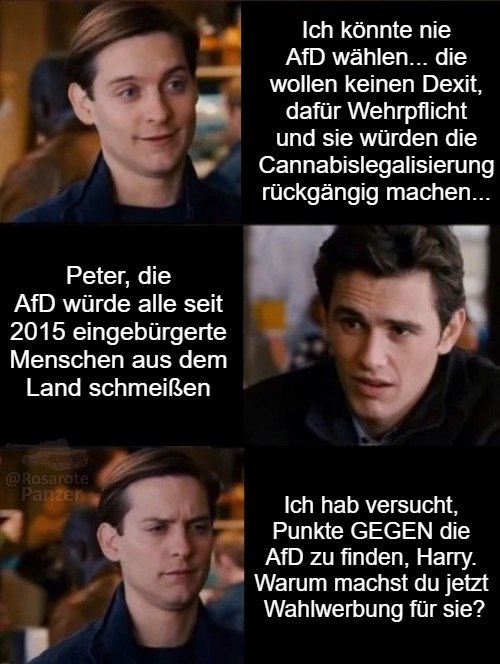 Ich könnte nie
AfD wählen... die
wollen keinen Dexit,
dafür Wehrpflicht
und sie würden die
Cannabislegalisierung
rückgängig machen...
Peter, die
AfD würde alle seit
2015 eingebürgerte
Menschen aus dem
Land schmeißen
@Rosarote
Panzer
Ich hab versucht,
Punkte GEGEN die
AfD zu finden, Harry.
Warum machst du jetzt
Wahlwerbung für sie?